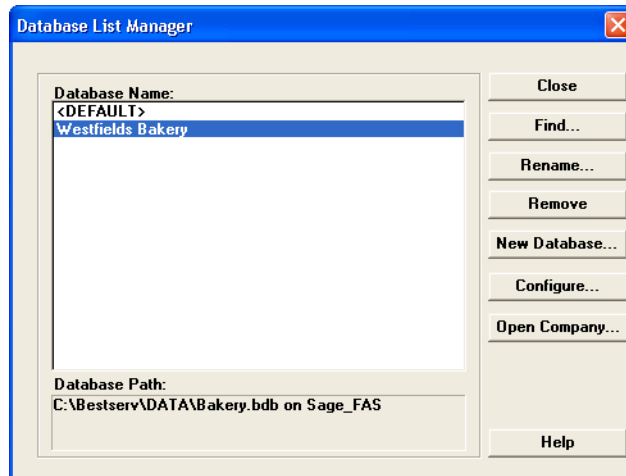 Database List Manager
Database Name:
<DEFAULT>
Westfields Bakery
Close
Find...
Rename...
Remove
New Database...
Configure...
Open Company...
Database Path:
C:\Bestserv\DATA\Bakery.bdb on Sage_FAS
Help